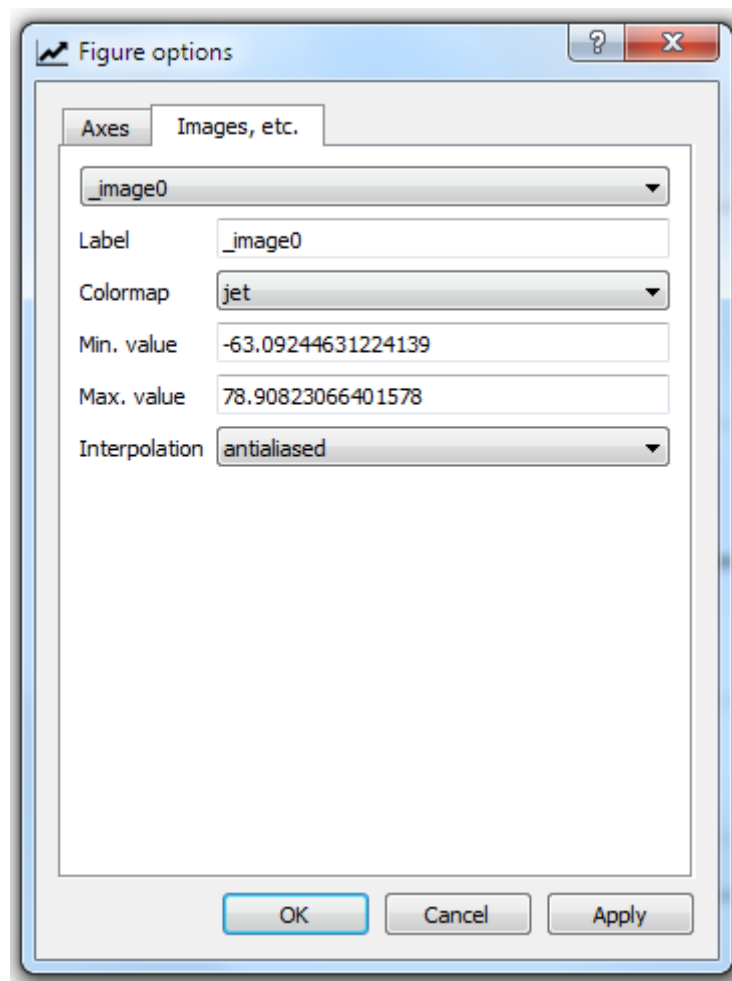 Figure options
?
x
Axes Images, etc.
_image0
Label _image0
Colormap jet
Min. value -63.09244631224139
Max. value 78.90823066401578
Interpolation antialiased
OK Cancel Apply